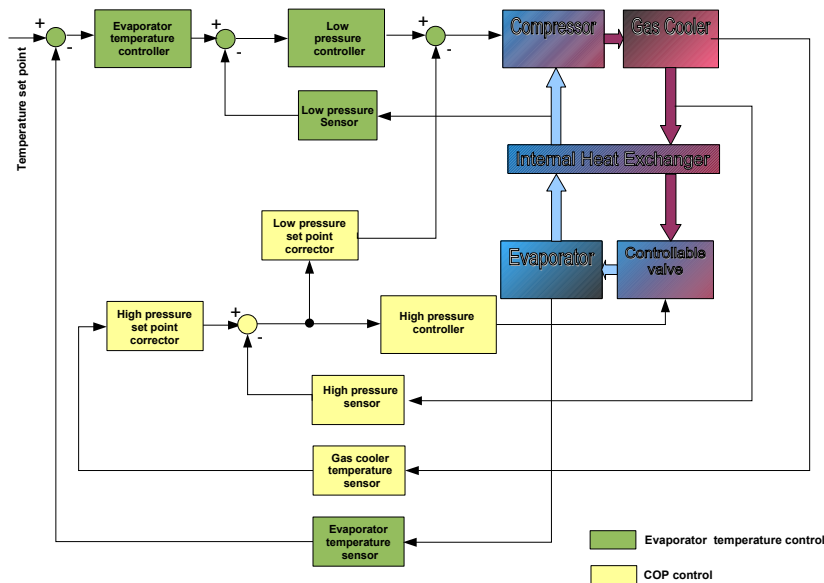 +
-
Evaporator
temperature
controller
+
-
Low
pressure
controller
+
-
Compressor
Gas Cooler
Temperature set point
Low pressure
Sensor
Internal Heat Exchanger
Low pressure
set point
corrector
Evaporator
Controllable
valve
High pressure
set point
corrector
+
-
High pressure
controller
High pressure
sensor
Gas cooler
temperature
sensor
Evaporator
temperature
sensor
Evaporator temperature control
COP control